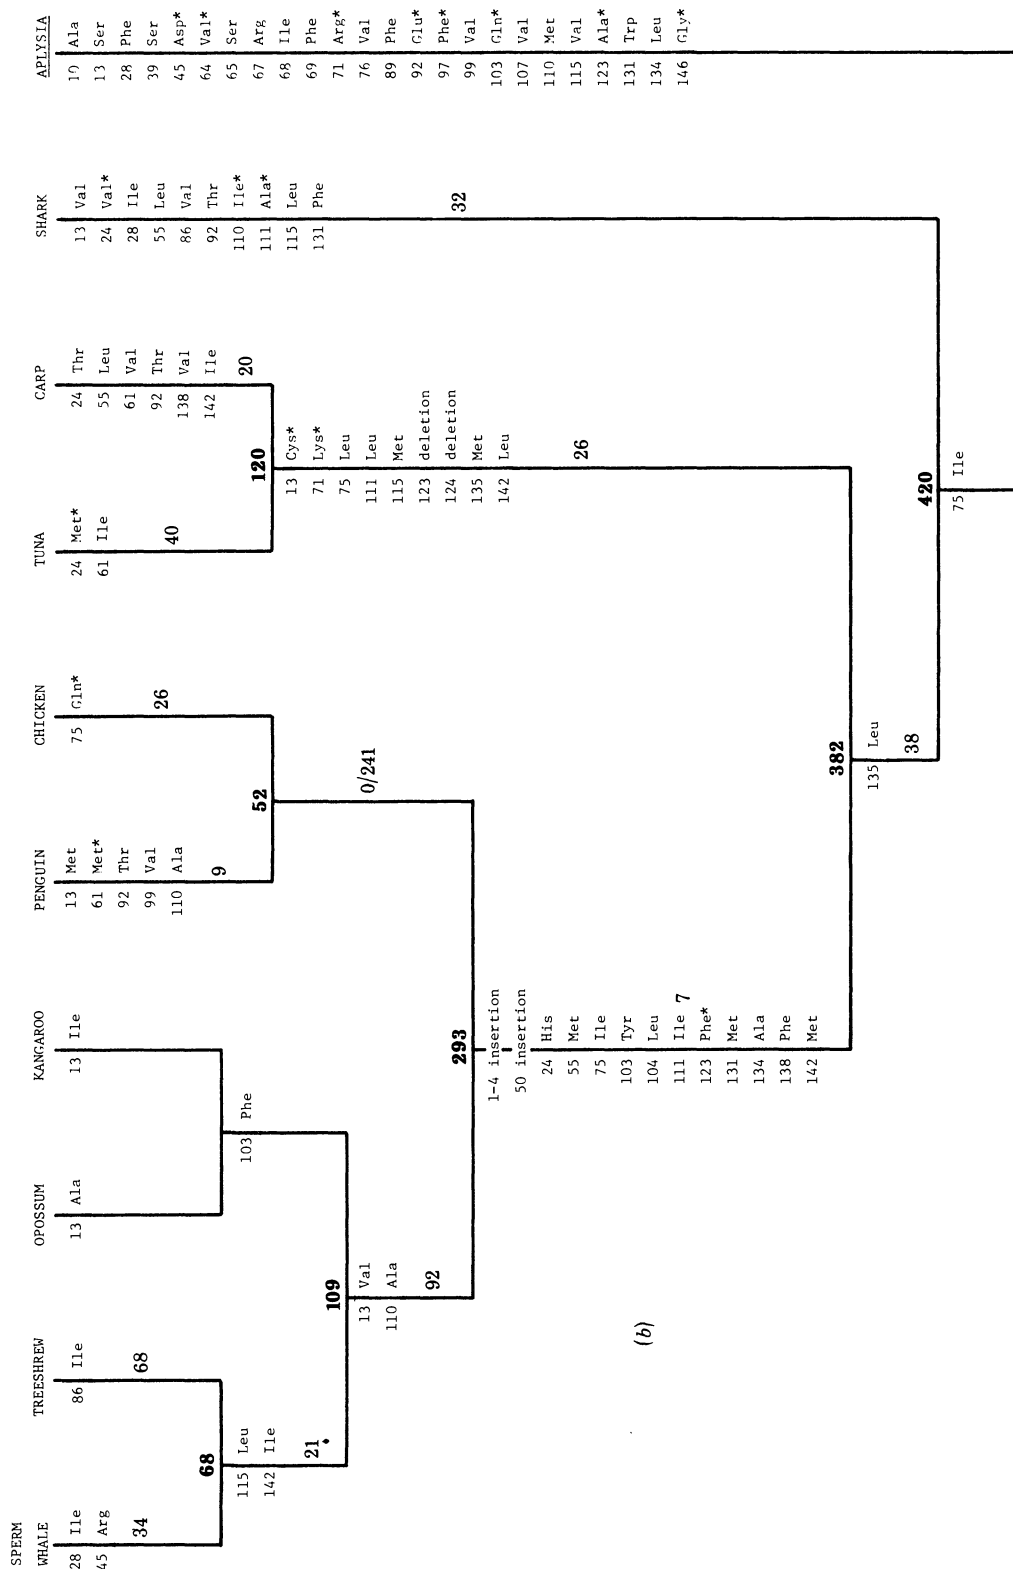 SPERM
WHALE
28 Ile
45 Arg
34
TREESHREW
86 Ile
68
68
115 Leu
142 Ile
21
OPOSSUM
13 Ala
KANGAROO
13 Ile
103 Phe
109
13 Val
110 Ala
92
PENGUIN
13 Met
61 Met*
92 Thr
99 Val
110 Ala
9
CHICKEN
75 Gln*
26
52
0/241
293
1-4 insertion
50 insertion
24 His
55 Met
75 Ile
103 Tyr
104 Leu
111 Ile
7
123 Phe*
131 Met
134 Ala
138 Phe
142 Met
TUNA
24 Met*
61 Ile
40
CARP
24 Thr
55 Leu
61 Val
92 Thr
138 Val
142 Ile
20
120
13 Cys*
71 Lys*
75 Leu
111 Leu
115 Met
123 deletion
124 deletion
135 Met
142 Leu
26
382
135 Leu
38
SHARK
13 Val
24 Val*
28 Ile
55 Leu
86 Val
92 Thr
110 Ile*
111 Ala*
115 Leu
131 Phe
32
420
75 Ile
APLYSIA
10 Ala
13 Ser
28 Phe
39 Ser
45 Asp*
64 Val*
65 Ser
67 Arg
68 Ile
69 Phe
71 Arg*
76 Val
89 Phe
92 Glu*
97 Phe*
99 Val
103 Gln*
107 Val
110 Met
115 Val
123 Ala*
131 Trp
134 Leu
146 Gly*
(b)